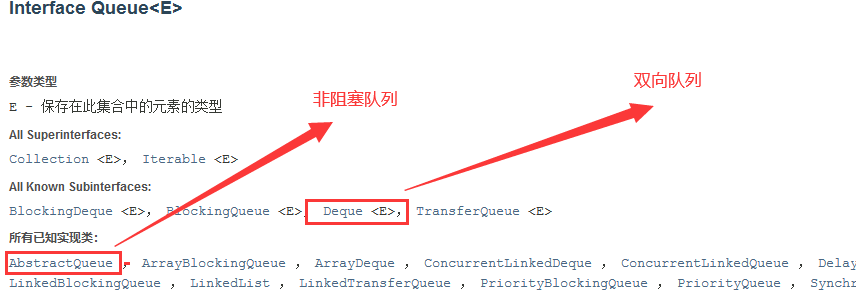 Interface Queue<E>
双向队列
非阻塞队列
参数类型
E - 保存在此集合中的元素的类型
All Superinterfaces:
Collection <E>, Iterable <E>
All Known Subinterfaces:
BlockingDeque <E>, BlockingQueue <E>, Deque <E>, TransferQueue <E>
所有已知实现类:
AbstractQueue , ArrayBlockingQueue , ArrayDeque , ConcurrentLinkedDeque , ConcurrentLinkedQueue , Delay
LinkedBlockingQueue , LinkedList , LinkedTransferQueue , PriorityBlockingQueue , PriorityQueue , Synchr